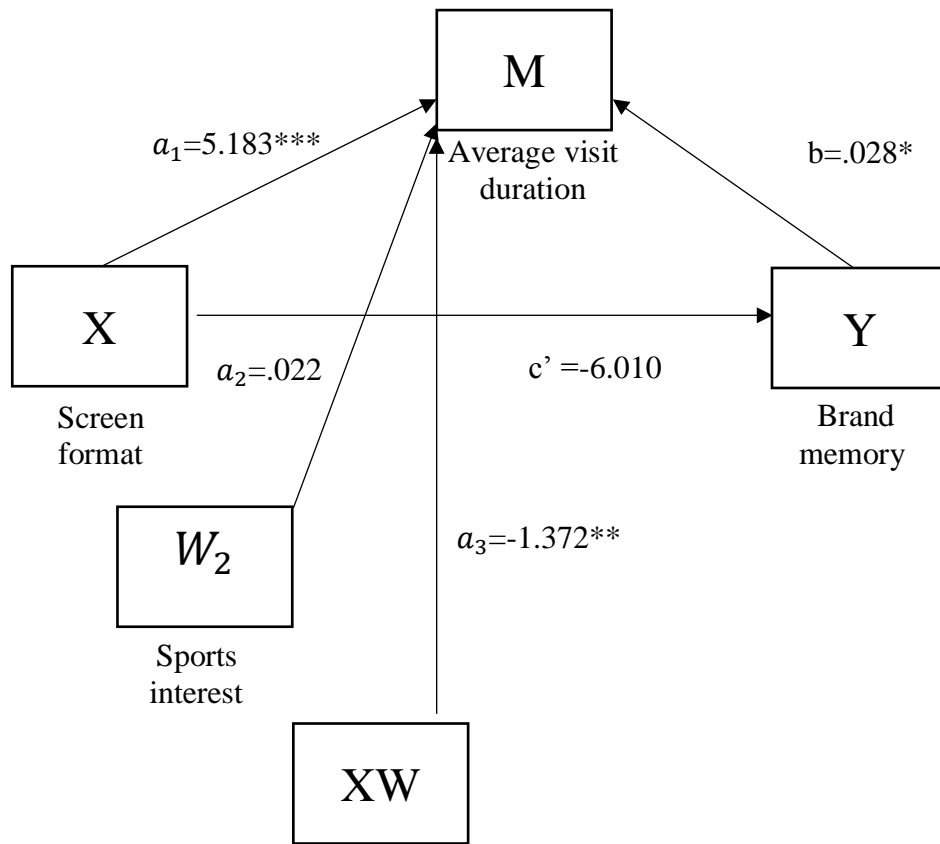 M
a₁=5.183***
Average visit
duration
b=.028*
X
Y
a₂=.022
c’ =-6.010
Screen
format
Brand
memory
W₂
a₃=-1.372**
Sports
interest
XW